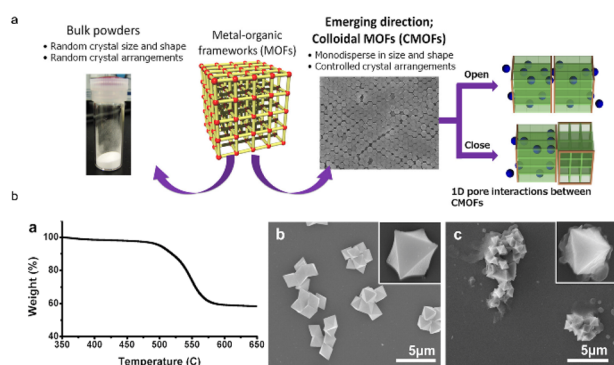 a
Bulk powders
• Random crystal size and shape
• Random crystal arrangements
Metal-organic
frameworks (MOFs)
Emerging direction;
Colloidal MOFs (CMOFs)
• Monodisperse in size and shape
• Controlled crystal arrangements
Open
Close
1D pore interactions between
CMOFs
b
a
Weight (%)
100
80
60
40
350 400 450 500 550 600 650
Temperature (C)
b
5μm
c
5μm